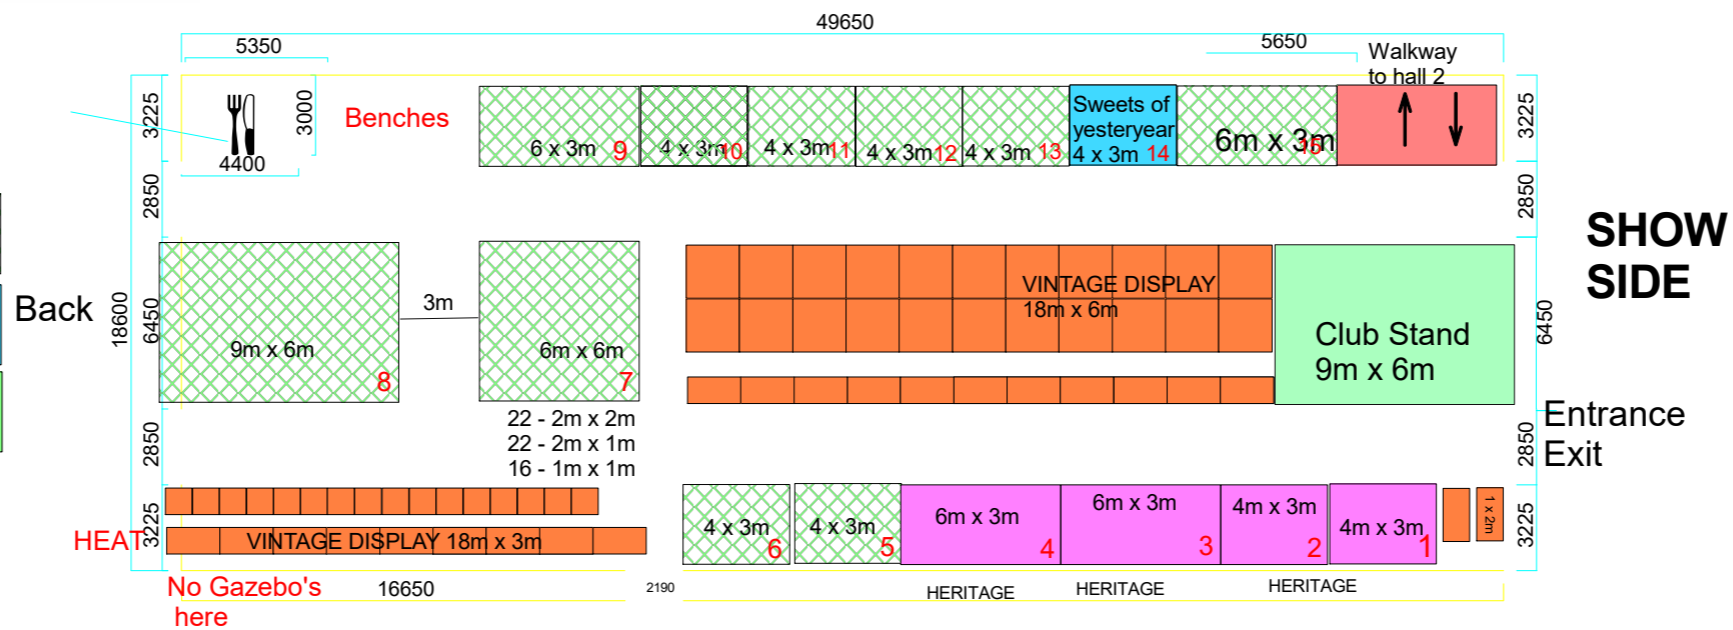 49650
5350
5650
Walkway
to hall 2
3225
3000
4400
Benches
6 x 3m 9
4 x 3m 10
4 x 3m 11
4 x 3m 12
4 x 3m 13
Sweets of
yesteryear
4 x 3m 14
6m x 3m
15
3225
2850
2850
SHOW
SIDE
Back
18600
6450
9m x 6m
8
3m
6m x 6m
7
VINTAGE DISPLAY
18m x 6m
Club Stand
9m x 6m
6450
22 - 2m x 2m
22 - 2m x 1m
16 - 1m x 1m
Entrance
Exit
2850
2850
HEAT
3225
VINTAGE DISPLAY 18m x 3m
4 x 3m
6
4 x 3m
5
6m x 3m
4
6m x 3m
3
4m x 3m
2
4m x 3m
1
1 x 2m
3225
No Gazebo's
here
16650
2190
HERITAGE
HERITAGE
HERITAGE